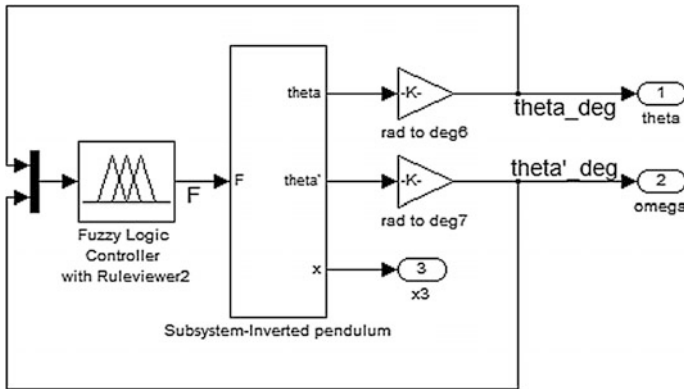 theta
-K-
theta_deg
1
rad to deg6
theta
F
F
theta'
-K-
theta'_deg
2
rad to deg7
omega
Fuzzy Logic
Controller
with Ruleviewer2
x
3
x3
Subsystem-Inverted pendulum